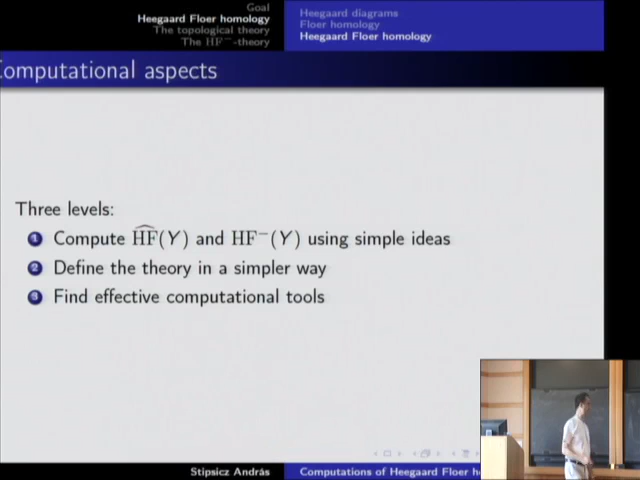 Goal
Heegaard Floer homology
The topological theory
The HF⁻-theory
Heegaard diagrams
Floer homology
Heegaard Floer homology
Computational aspects
Three levels:
1 Compute \widehat{HF}(Y) and HF⁻(Y) using simple ideas
2 Define the theory in a simpler way
3 Find effective computational tools
Stipsicz András
Computations of Heegaard Floer h